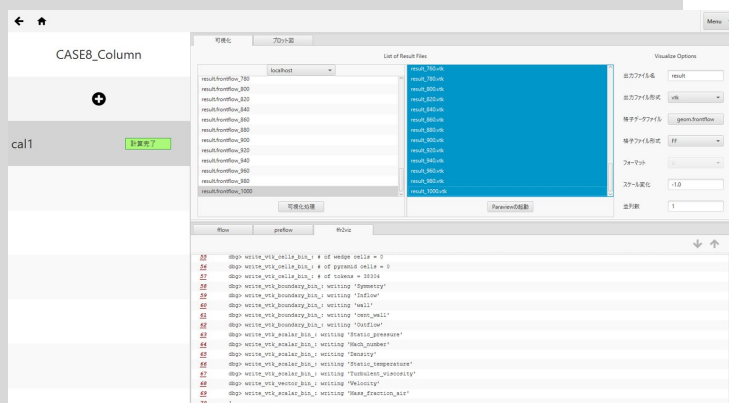 Menu
CASE8_Column
cal1
計算完了
可視化
プロット図
List of Result Files
Visualize Options
localhost
result.frontflow_780
result.frontflow_800
result.frontflow_820
result.frontflow_840
result.frontflow_860
result.frontflow_880
result.frontflow_900
result.frontflow_920
result.frontflow_940
result.frontflow_960
result.frontflow_980
result.frontflow_1000
可視化処理
result_760.vtk
result_780.vtk
result_800.vtk
result_820.vtk
result_840.vtk
result_860.vtk
result_880.vtk
result_900.vtk
result_920.vtk
result_940.vtk
result_960.vtk
result_980.vtk
result_1000.vtk
Paraviewの起動
出力ファイル名 result
出力ファイル形式 vtk
格子データファイル geom.frontflow
格子ファイル形式 FF
フォーマット
スケール変化 -1.0
並列数 1
fflow
preflow
ffr2viz
55 dbg> write_vtk_cells_bin_: # of wedge cells = 0
56 dbg> write_vtk_cells_bin_: # of pyramid cells = 0
57 dbg> write_vtk_cells_bin_: # of tokens = 38304
58 dbg> write_vtk_boundary_bin_: writing 'Symmetry'
59 dbg> write_vtk_boundary_bin_: writing 'Inflow'
60 dbg> write_vtk_boundary_bin_: writing 'wall'
61 dbg> write_vtk_boundary_bin_: writing 'cent_wall'
62 dbg> write_vtk_boundary_bin_: writing 'Outflow'
63 dbg> write_vtk_scalar_bin_: writing 'Static_pressure'
64 dbg> write_vtk_scalar_bin_: writing 'Mach_number'
65 dbg> write_vtk_scalar_bin_: writing 'Density'
66 dbg> write_vtk_scalar_bin_: writing 'Static_temperature'
67 dbg> write_vtk_scalar_bin_: writing 'Turbulent_viscosity'
68 dbg> write_vtk_vector_bin_: writing 'Velocity'
69 dbg> write_vtk_scalar_bin_: writing 'Mass_fraction_air'
70